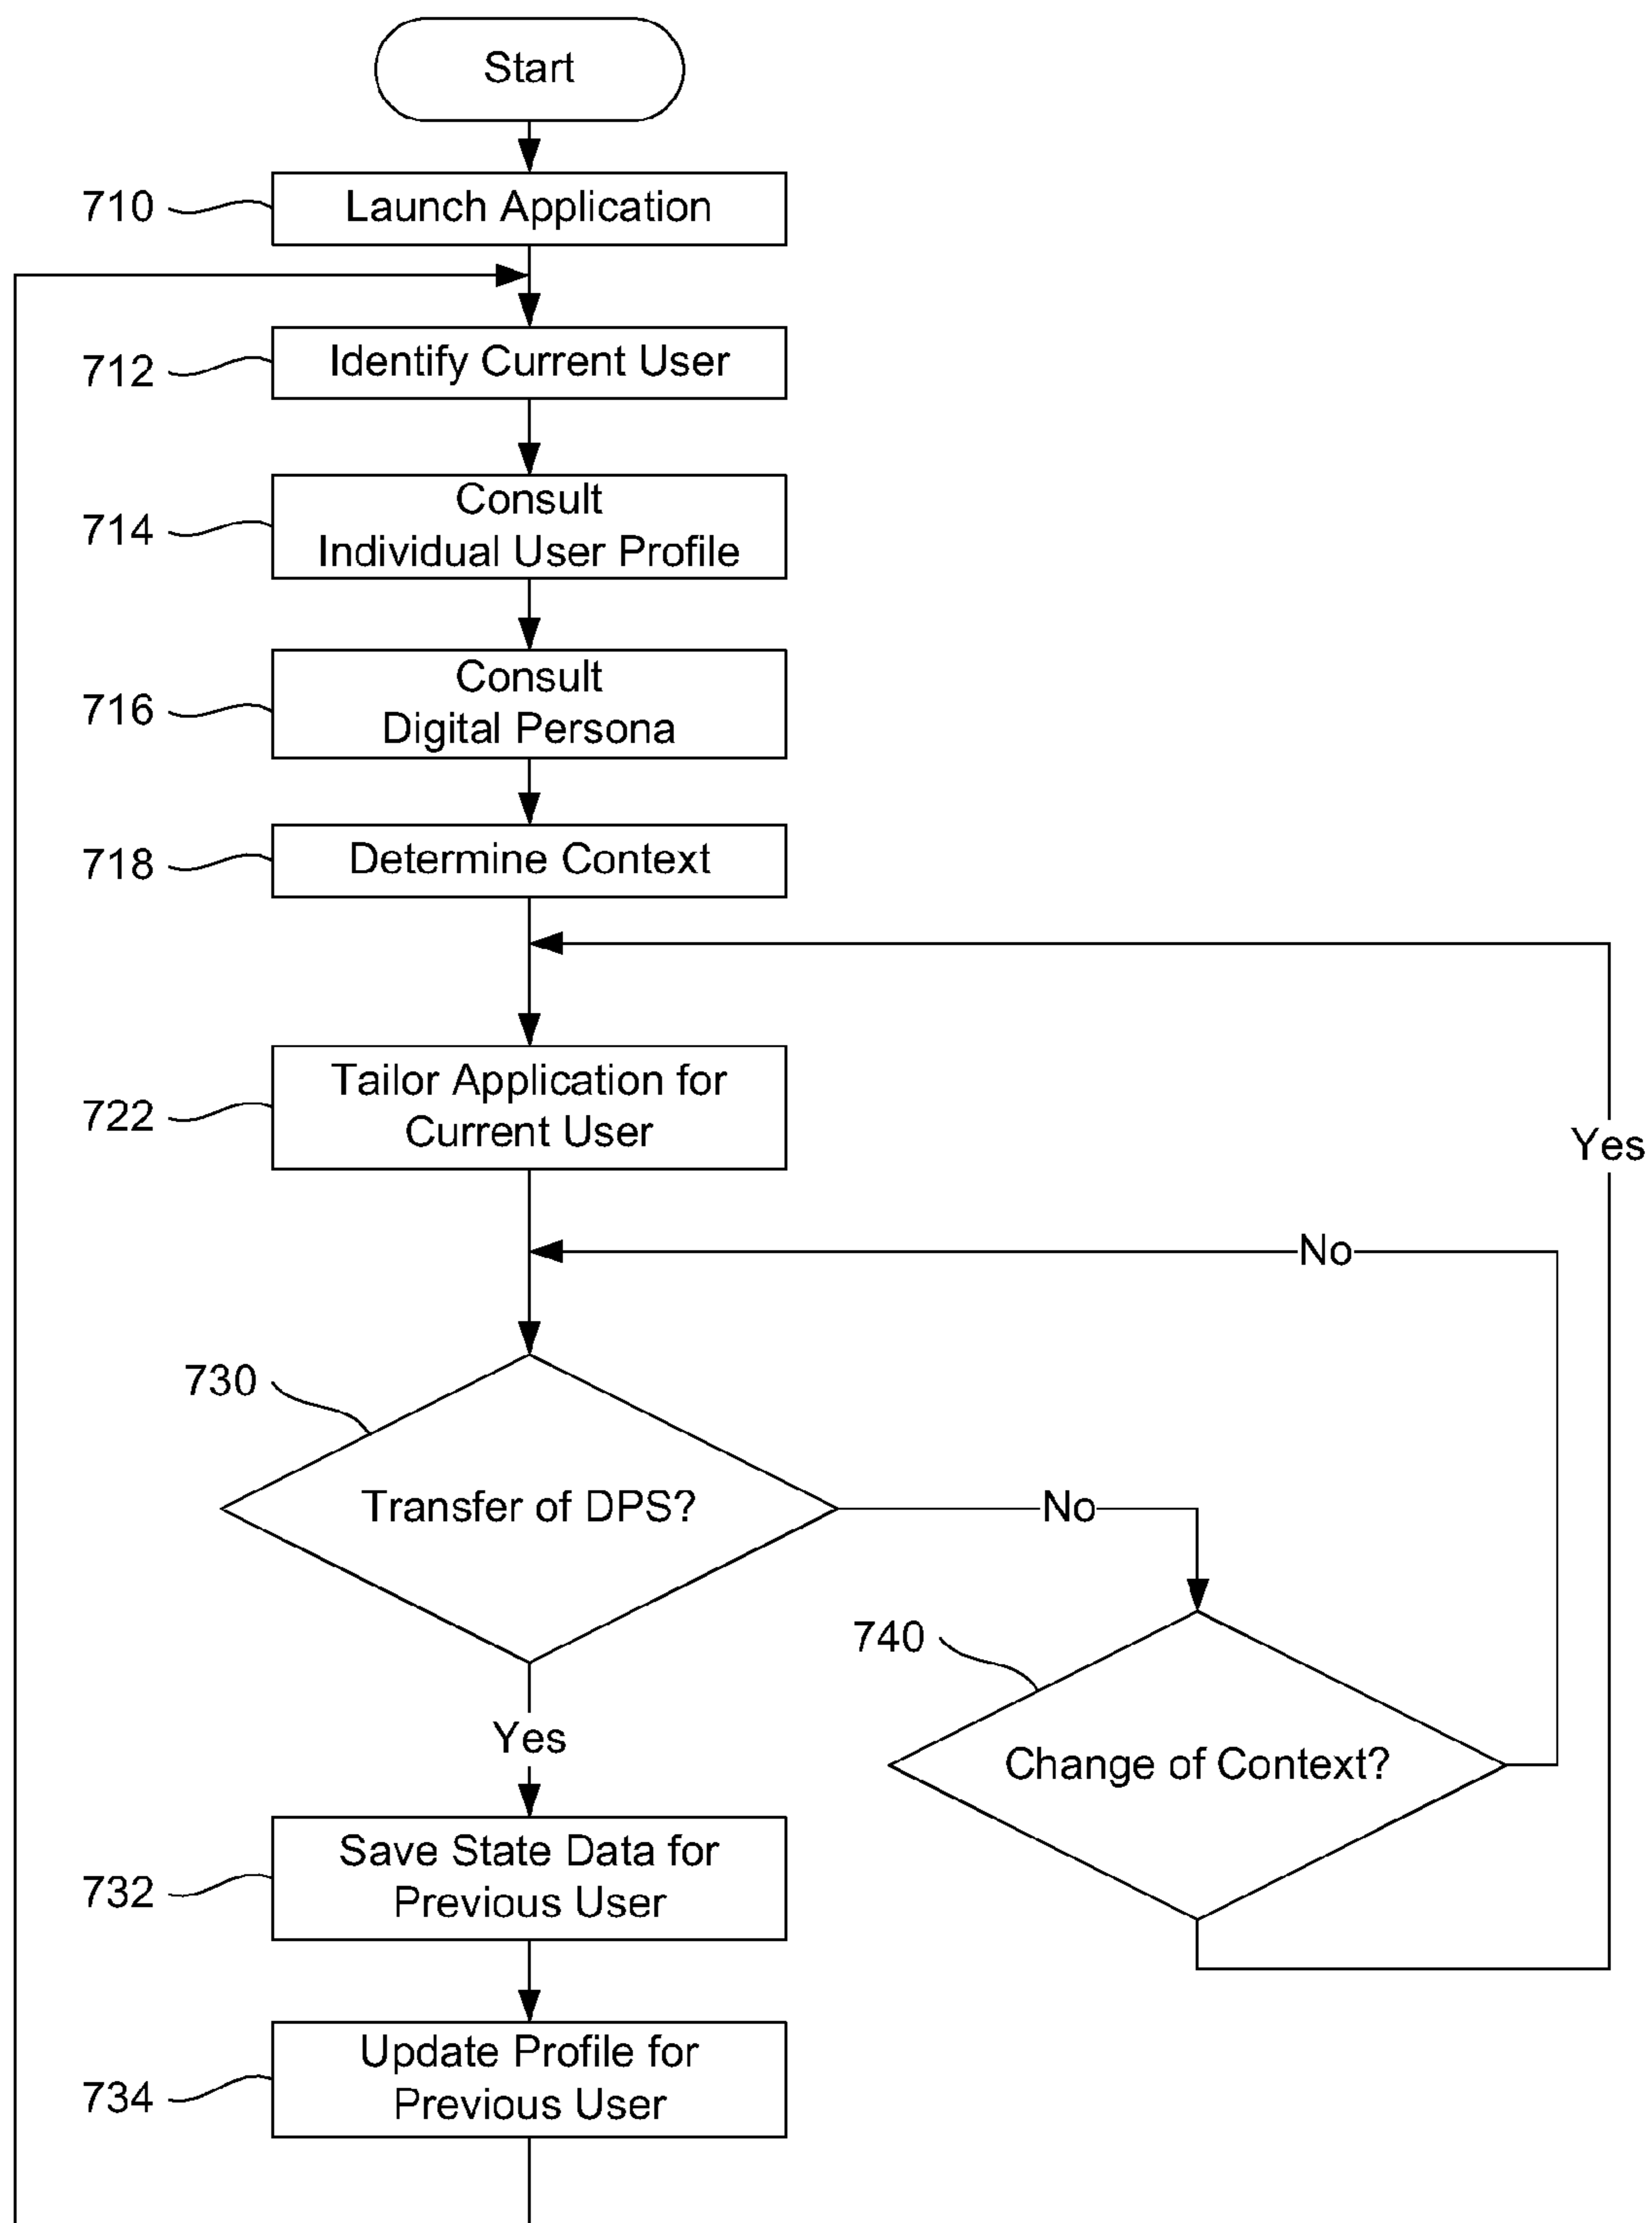 Start
710
Launch Application
712
Identify Current User
714
Consult
Individual User Profile
716
Consult
Digital Persona
718
Determine Context
722
Tailor Application for
Current User
Yes
No
730
Transfer of DPS?
No
740
Change of Context?
Yes
732
Save State Data for
Previous User
734
Update Profile for
Previous User